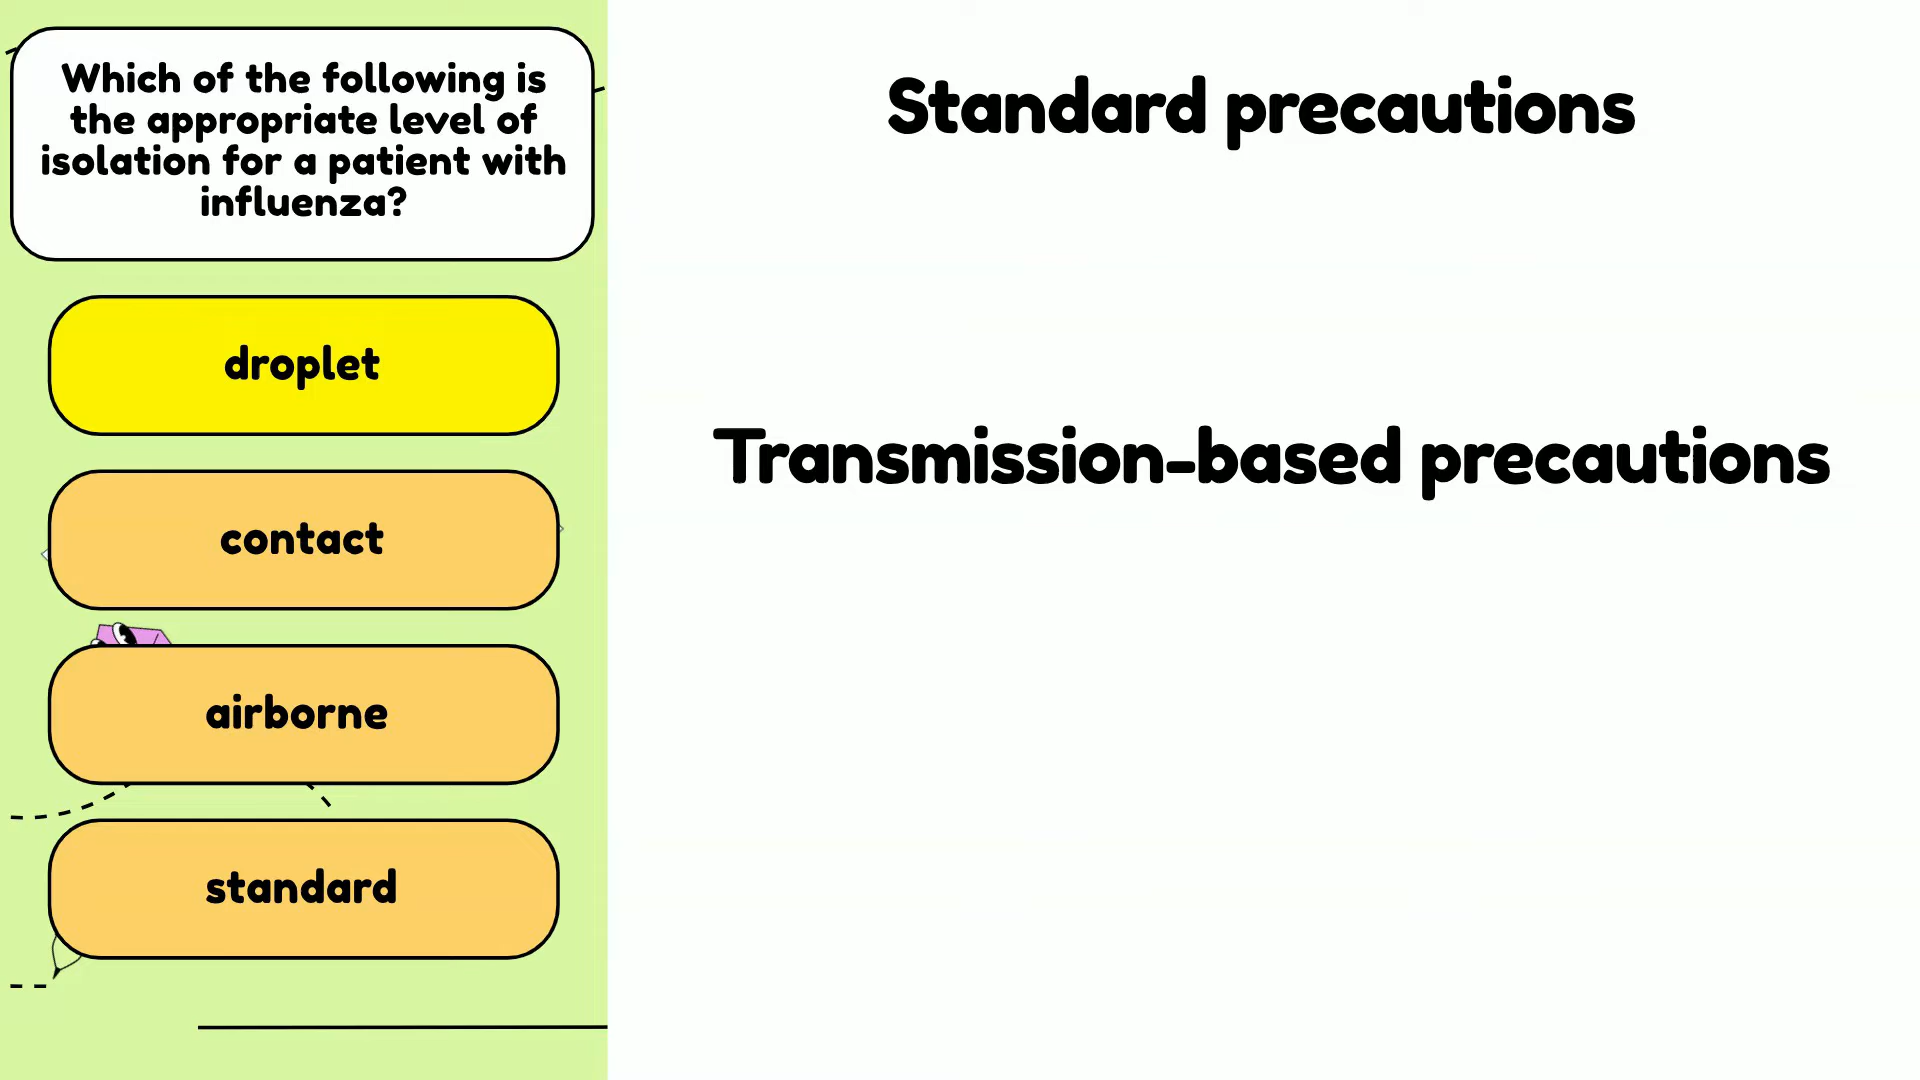 Which of the following is
the appropriate level of
isolation for a patient with
influenza?
droplet
contact
airborne
standard
Standard precautions
Transmission-based precautions